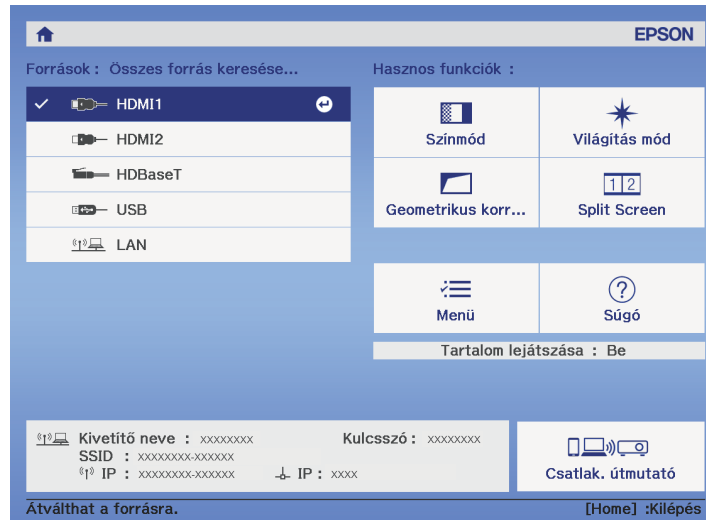 EPSON
Források : Összes forrás keresése...
HDMI1
HDMI2
HDBaseT
USB
LAN
Hasznos funkciók :
Színmód
Világítás mód
Geometrikus korr...
1 2
Split Screen
Menü
?
Súgó
Tartalom lejátszása : Be
Kivetítő neve : xxxxxxxx Kulcsszó : xxxxxxxx
SSID : xxxxxxxx-xxxxxx
IP : xxxxxxxx-xxxxxx IP : xxxx
Csatlak. útmutató
Átválthat a forrásra. [Home] :Kilépés